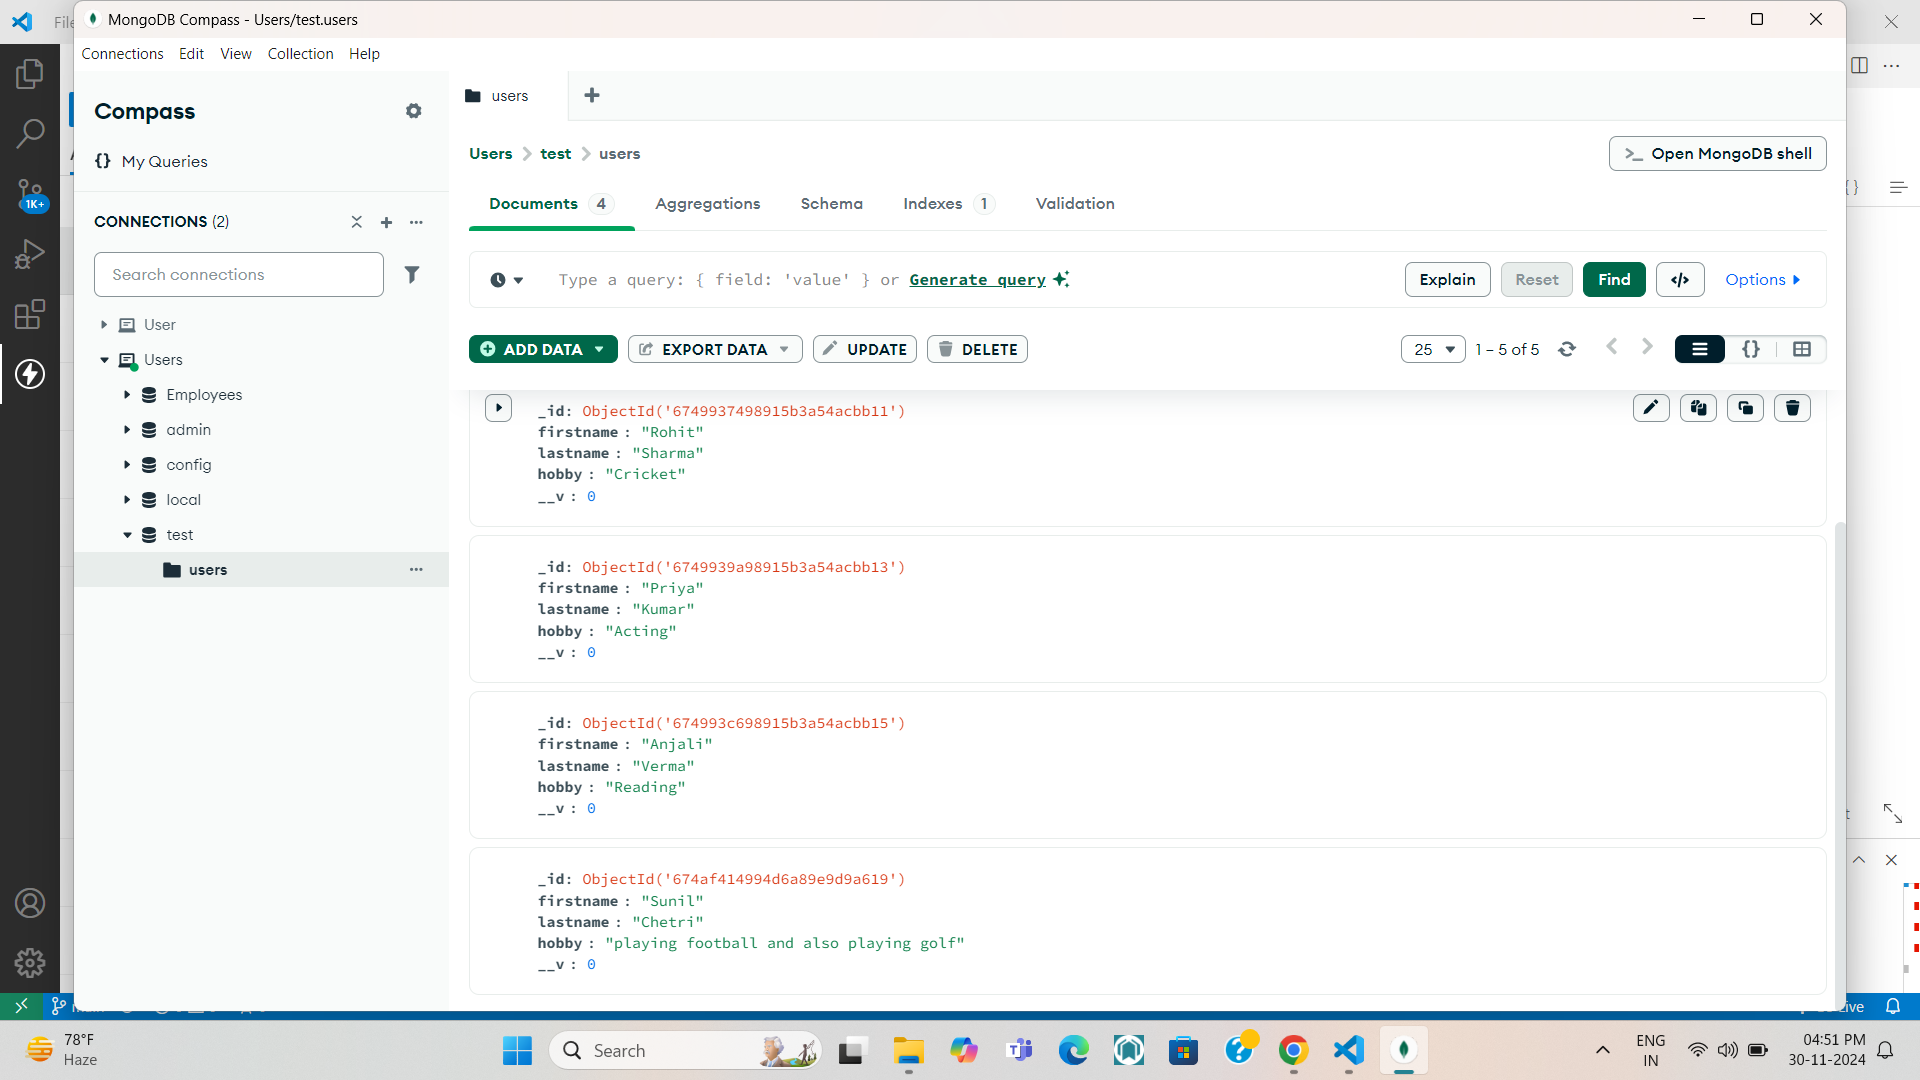 File
MongoDB Compass - Users/test.users
Connections Edit View Collection Help
Compass
users
My Queries
Users test users
>_ Open MongoDB shell
1K+
CONNECTIONS (2)
Documents 4 Aggregations Schema Indexes 1 Validation
Search connections
Type a query: { field: 'value' } or Generate query
Explain Reset Find </> Options
User
Users
Employees
admin
config
local
test
users
ADD DATA EXPORT DATA UPDATE DELETE
25 1 – 5 of 5 {}
_id: ObjectId('6749937498915b3a54acbb11')
firstname : "Rohit"
lastname : "Sharma"
hobby : "Cricket"
__v : 0
_id: ObjectId('6749939a98915b3a54acbb13')
firstname : "Priya"
lastname : "Kumar"
hobby : "Acting"
__v : 0
_id: ObjectId('674993c698915b3a54acbb15')
firstname : "Anjali"
lastname : "Verma"
hobby : "Reading"
__v : 0
_id: ObjectId('674af414994d6a89e9d9a619')
firstname : "Sunil"
lastname : "Chetri"
hobby : "playing football and also playing golf"
__v : 0
78°F
Haze
Search
ENG
IN
04:51 PM
30-11-2024